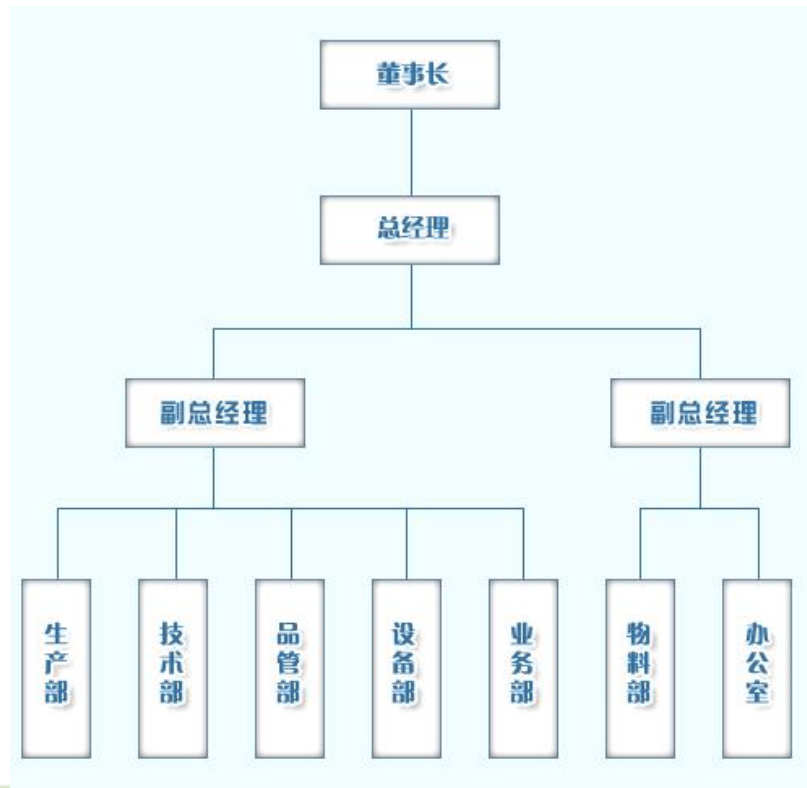 董事长
总经理
副总经理
副总经理
生产部
技术部
品管部
设备部
业务部
物料部
办公室